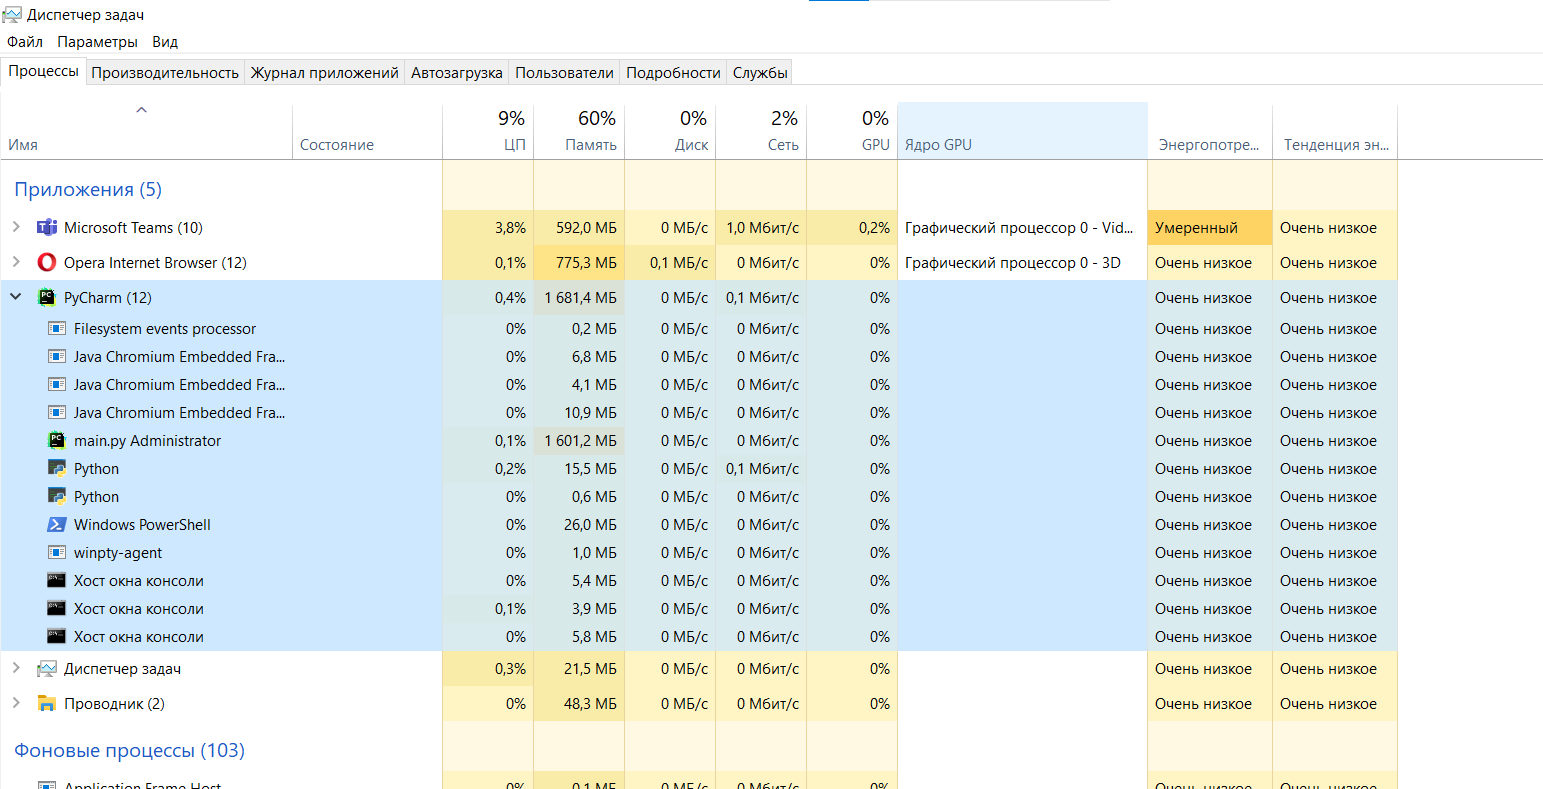 Диспетчер задач
Файл Параметры Вид
Процессы Производительность Журнал приложений Автозагрузка Пользователи Подробности Службы
9% 60% 0% 2% 0%
Имя Состояние ЦП Память Диск Сеть GPU Ядро GPU Энергопотре... Тенденция эн...
Приложения (5)
Microsoft Teams (10) 3,8% 592,0 МБ 0 МБ/с 1,0 Мбит/с 0,2% Графический процессор 0 - Vid... Умеренный Очень низкое
Opera Internet Browser (12) 0,1% 775,3 МБ 0,1 МБ/с 0 Мбит/с 0% Графический процессор 0 - 3D Очень низкое Очень низкое
PyCharm (12) 0,4% 1 681,4 МБ 0 МБ/с 0,1 Мбит/с 0% Очень низкое Очень низкое
Filesystem events processor 0% 0,2 МБ 0 МБ/с 0 Мбит/с 0% Очень низкое Очень низкое
Java Chromium Embedded Fra... 0% 6,8 МБ 0 МБ/с 0 Мбит/с 0% Очень низкое Очень низкое
Java Chromium Embedded Fra... 0% 4,1 МБ 0 МБ/с 0 Мбит/с 0% Очень низкое Очень низкое
Java Chromium Embedded Fra... 0% 10,9 МБ 0 МБ/с 0 Мбит/с 0% Очень низкое Очень низкое
main.py Administrator 0,1% 1 601,2 МБ 0 МБ/с 0 Мбит/с 0% Очень низкое Очень низкое
Python 0,2% 15,5 МБ 0 МБ/с 0,1 Мбит/с 0% Очень низкое Очень низкое
Python 0% 0,6 МБ 0 МБ/с 0 Мбит/с 0% Очень низкое Очень низкое
Windows PowerShell 0% 26,0 МБ 0 МБ/с 0 Мбит/с 0% Очень низкое Очень низкое
winpty-agent 0% 1,0 МБ 0 МБ/с 0 Мбит/с 0% Очень низкое Очень низкое
Хост окна консоли 0% 5,4 МБ 0 МБ/с 0 Мбит/с 0% Очень низкое Очень низкое
Хост окна консоли 0,1% 3,9 МБ 0 МБ/с 0 Мбит/с 0% Очень низкое Очень низкое
Хост окна консоли 0% 5,8 МБ 0 МБ/с 0 Мбит/с 0% Очень низкое Очень низкое
Диспетчер задач 0,3% 21,5 МБ 0 МБ/с 0 Мбит/с 0% Очень низкое Очень низкое
Проводник (2) 0% 48,3 МБ 0 МБ/с 0 Мбит/с 0% Очень низкое Очень низкое
Фоновые процессы (103)
Application Frame Host 0% 0,1 МБ 0 МБ/с 0 Мбит/с 0% Очень низкое Очень низкое